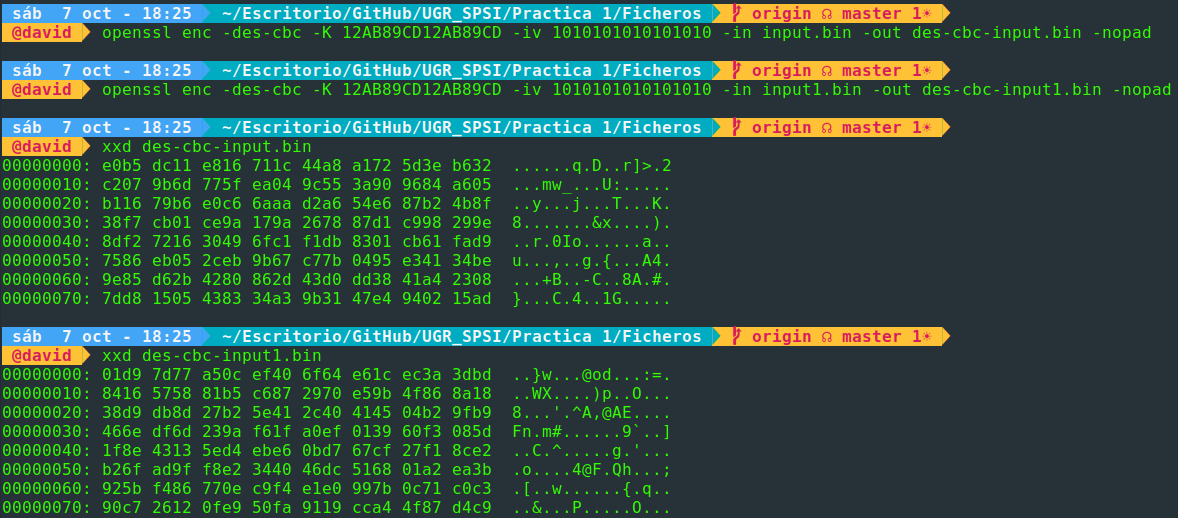 sáb  7 oct - 18:25  ~/Escritorio/GitHub/UGR_SPSI/Practica 1/Ficheros  origin ☊ master 1☀
@david  openssl enc -des-cbc -K 12AB89CD12AB89CD -iv 1010101010101010 -in input.bin -out des-cbc-input.bin -nopad
sáb  7 oct - 18:25  ~/Escritorio/GitHub/UGR_SPSI/Practica 1/Ficheros  origin ☊ master 1☀
@david  openssl enc -des-cbc -K 12AB89CD12AB89CD -iv 1010101010101010 -in input1.bin -out des-cbc-input1.bin -nopad
sáb  7 oct - 18:25  ~/Escritorio/GitHub/UGR_SPSI/Practica 1/Ficheros  origin ☊ master 1☀
@david  xxd des-cbc-input.bin
00000000: e0b5 dc11 e816 711c 44a8 a172 5d3e b632  ......q.D..r]>.2
00000010: c207 9b6d 775f ea04 9c55 3a90 9684 a605  ...mw_...U:.....
00000020: b116 79b6 e0c6 6aaa d2a6 54e6 87b2 4b8f  ..y...j...T...K.
00000030: 38f7 cb01 ce9a 179a 2678 87d1 c998 299e  8.......&x....).
00000040: 8df2 7216 3049 6fc1 f1db 8301 cb61 fad9  ..r.0Io......a..
00000050: 7586 eb05 2ceb 9b67 c77b 0495 e341 34be  u...,..g.{...A4.
00000060: 9e85 d62b 4280 862d 43d0 dd38 41a4 2308  ...+B..-C..8A.#.
00000070: 7dd8 1505 4383 34a3 9b31 47e4 9402 15ad  }...C.4..1G.....
sáb  7 oct - 18:25  ~/Escritorio/GitHub/UGR_SPSI/Practica 1/Ficheros  origin ☊ master 1☀
@david  xxd des-cbc-input1.bin
00000000: 01d9 7d77 a50c ef40 6f64 e61c ec3a 3dbd  ..}w...@od...:=.
00000010: 8416 5758 81b5 c687 2970 e59b 4f86 8a18  ..WX....)p..O...
00000020: 38d9 db8d 27b2 5e41 2c40 4145 04b2 9fb9  8...'.^A,@AE....
00000030: 466e df6d 239a f61f a0ef 0139 60f3 085d  Fn.m#......9`..]
00000040: 1f8e 4313 5ed4 ebe6 0bd7 67cf 27f1 8ce2  ..C.^.....g.'...
00000050: b26f ad9f f8e2 3440 46dc 5168 01a2 ea3b  .o....4@F.Qh...;
00000060: 925b f486 770e c9f4 e1e0 997b 0c71 c0c3  .[..w......{.q..
00000070: 90c7 2612 0fe9 50fa 9119 cca4 4f87 d4c9  ..&...P.....O...